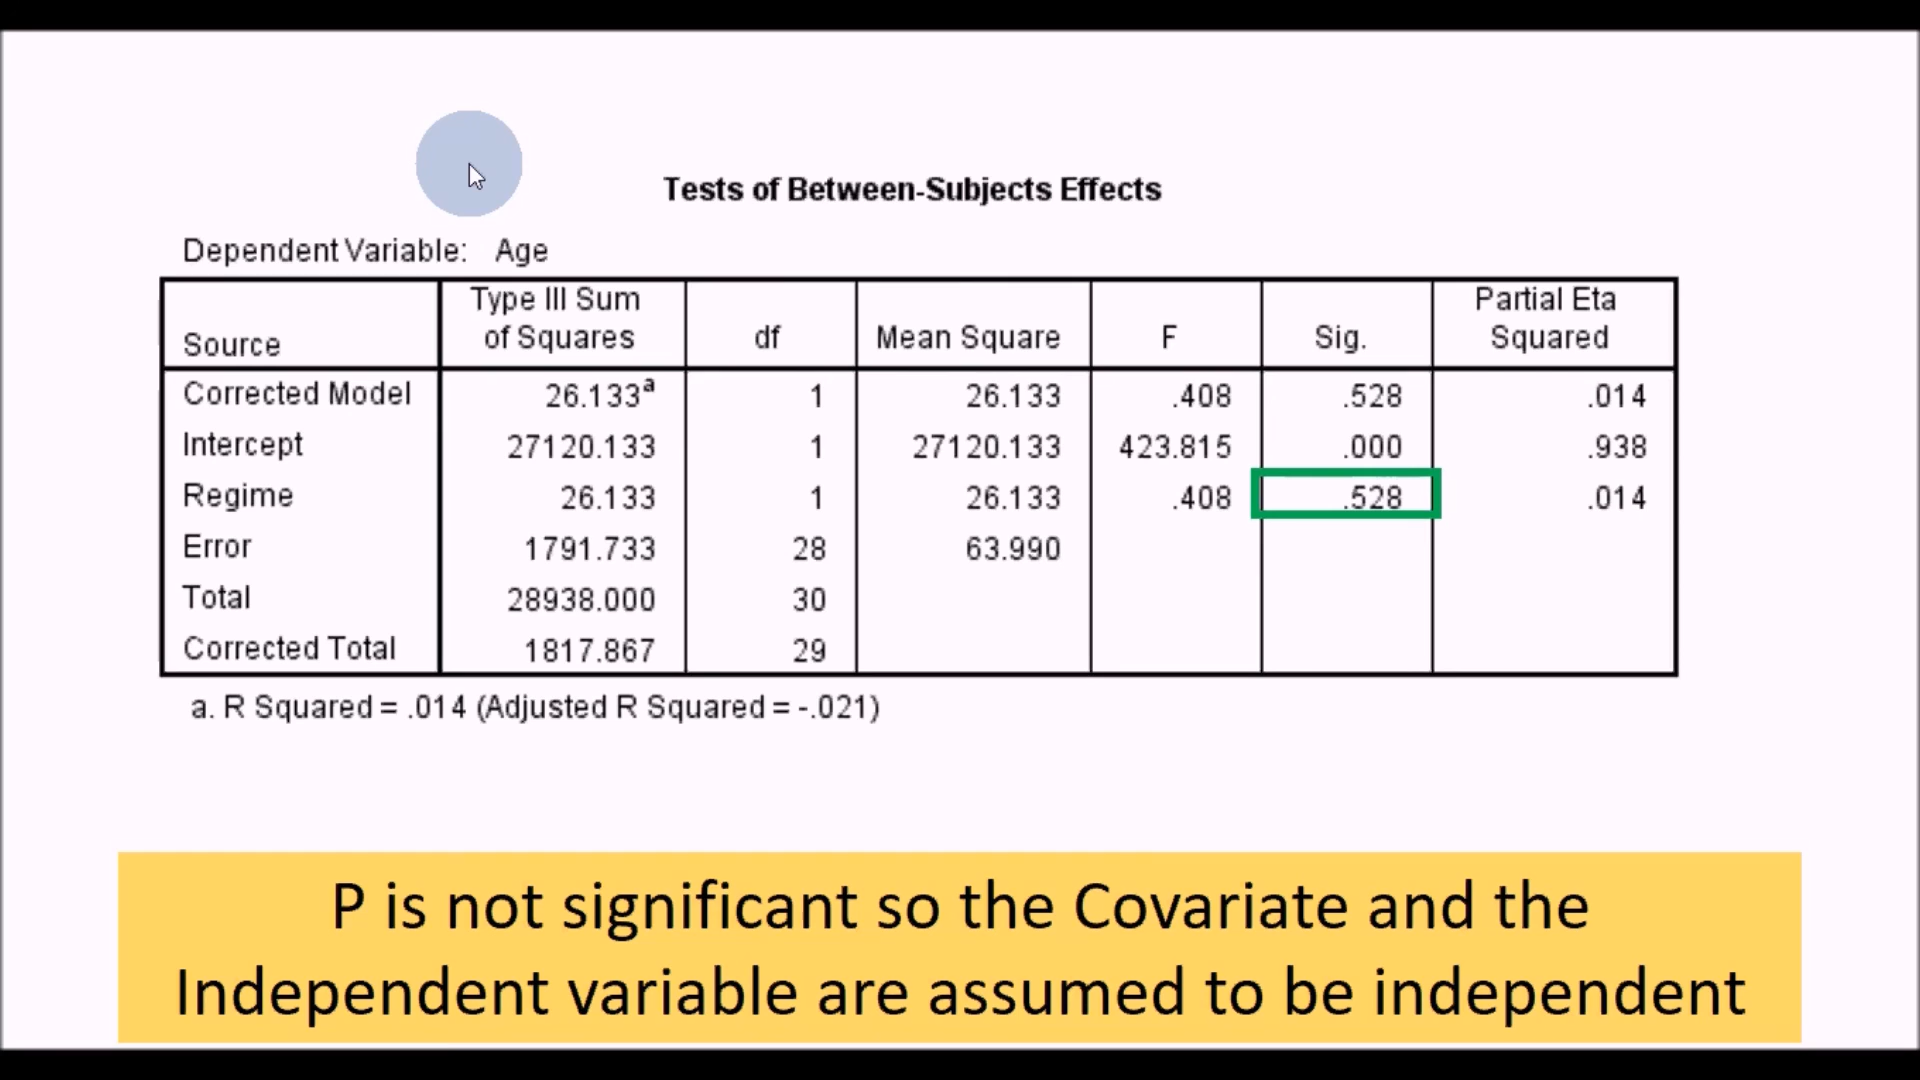 Tests of Between-Subjects Effects
Dependent Variable: Age
Source Type III Sum of Squares df Mean Square F Sig. Partial Eta Squared
Corrected Model 26.133a 1 26.133 .408 .528 .014
Intercept 27120.133 1 27120.133 423.815 .000 .938
Regime 26.133 1 26.133 .408 .528 .014
Error 1791.733 28 63.990
Total 28938.000 30
Corrected Total 1817.867 29
a. R Squared = .014 (Adjusted R Squared = -.021)
P is not significant so the Covariate and the
Independent variable are assumed to be independent